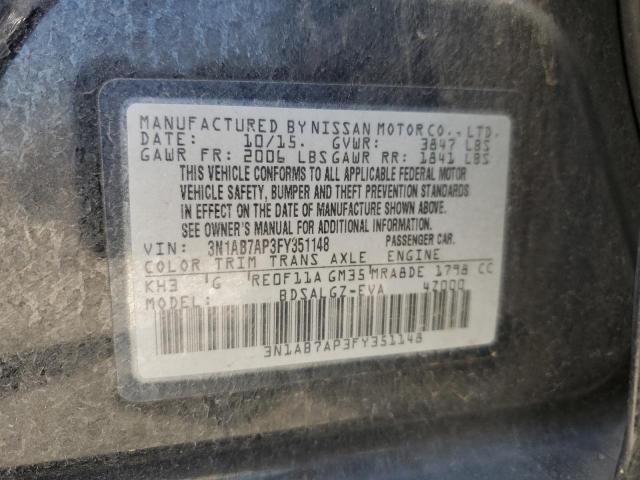 MANUFACTURED BY NISSAN MOTOR CO., LTD.
DATE: 10/15. GVWR: 3847 LBS
GAWR FR: 2006 LBS GAWR RR: 1841 LBS
THIS VEHICLE CONFORMS TO ALL APPLICABLE FEDERAL MOTOR
VEHICLE SAFETY, BUMPER AND THEFT PREVENTION STANDARDS
IN EFFECT ON THE DATE OF MANUFACTURE SHOWN ABOVE.
SEE OWNER'S MANUAL FOR ADDITIONAL INFORMATION.
VIN: 3N1AB7AP3FY351148 PASSENGER CAR.
COLOR TRIM TRANS AXLE ENGINE
KH3 G RE0F11A GM35 MRA8DE 1798 CC
MODEL: BDSALGZ-EVA 4Z000
3N1AB7AP3FY351148